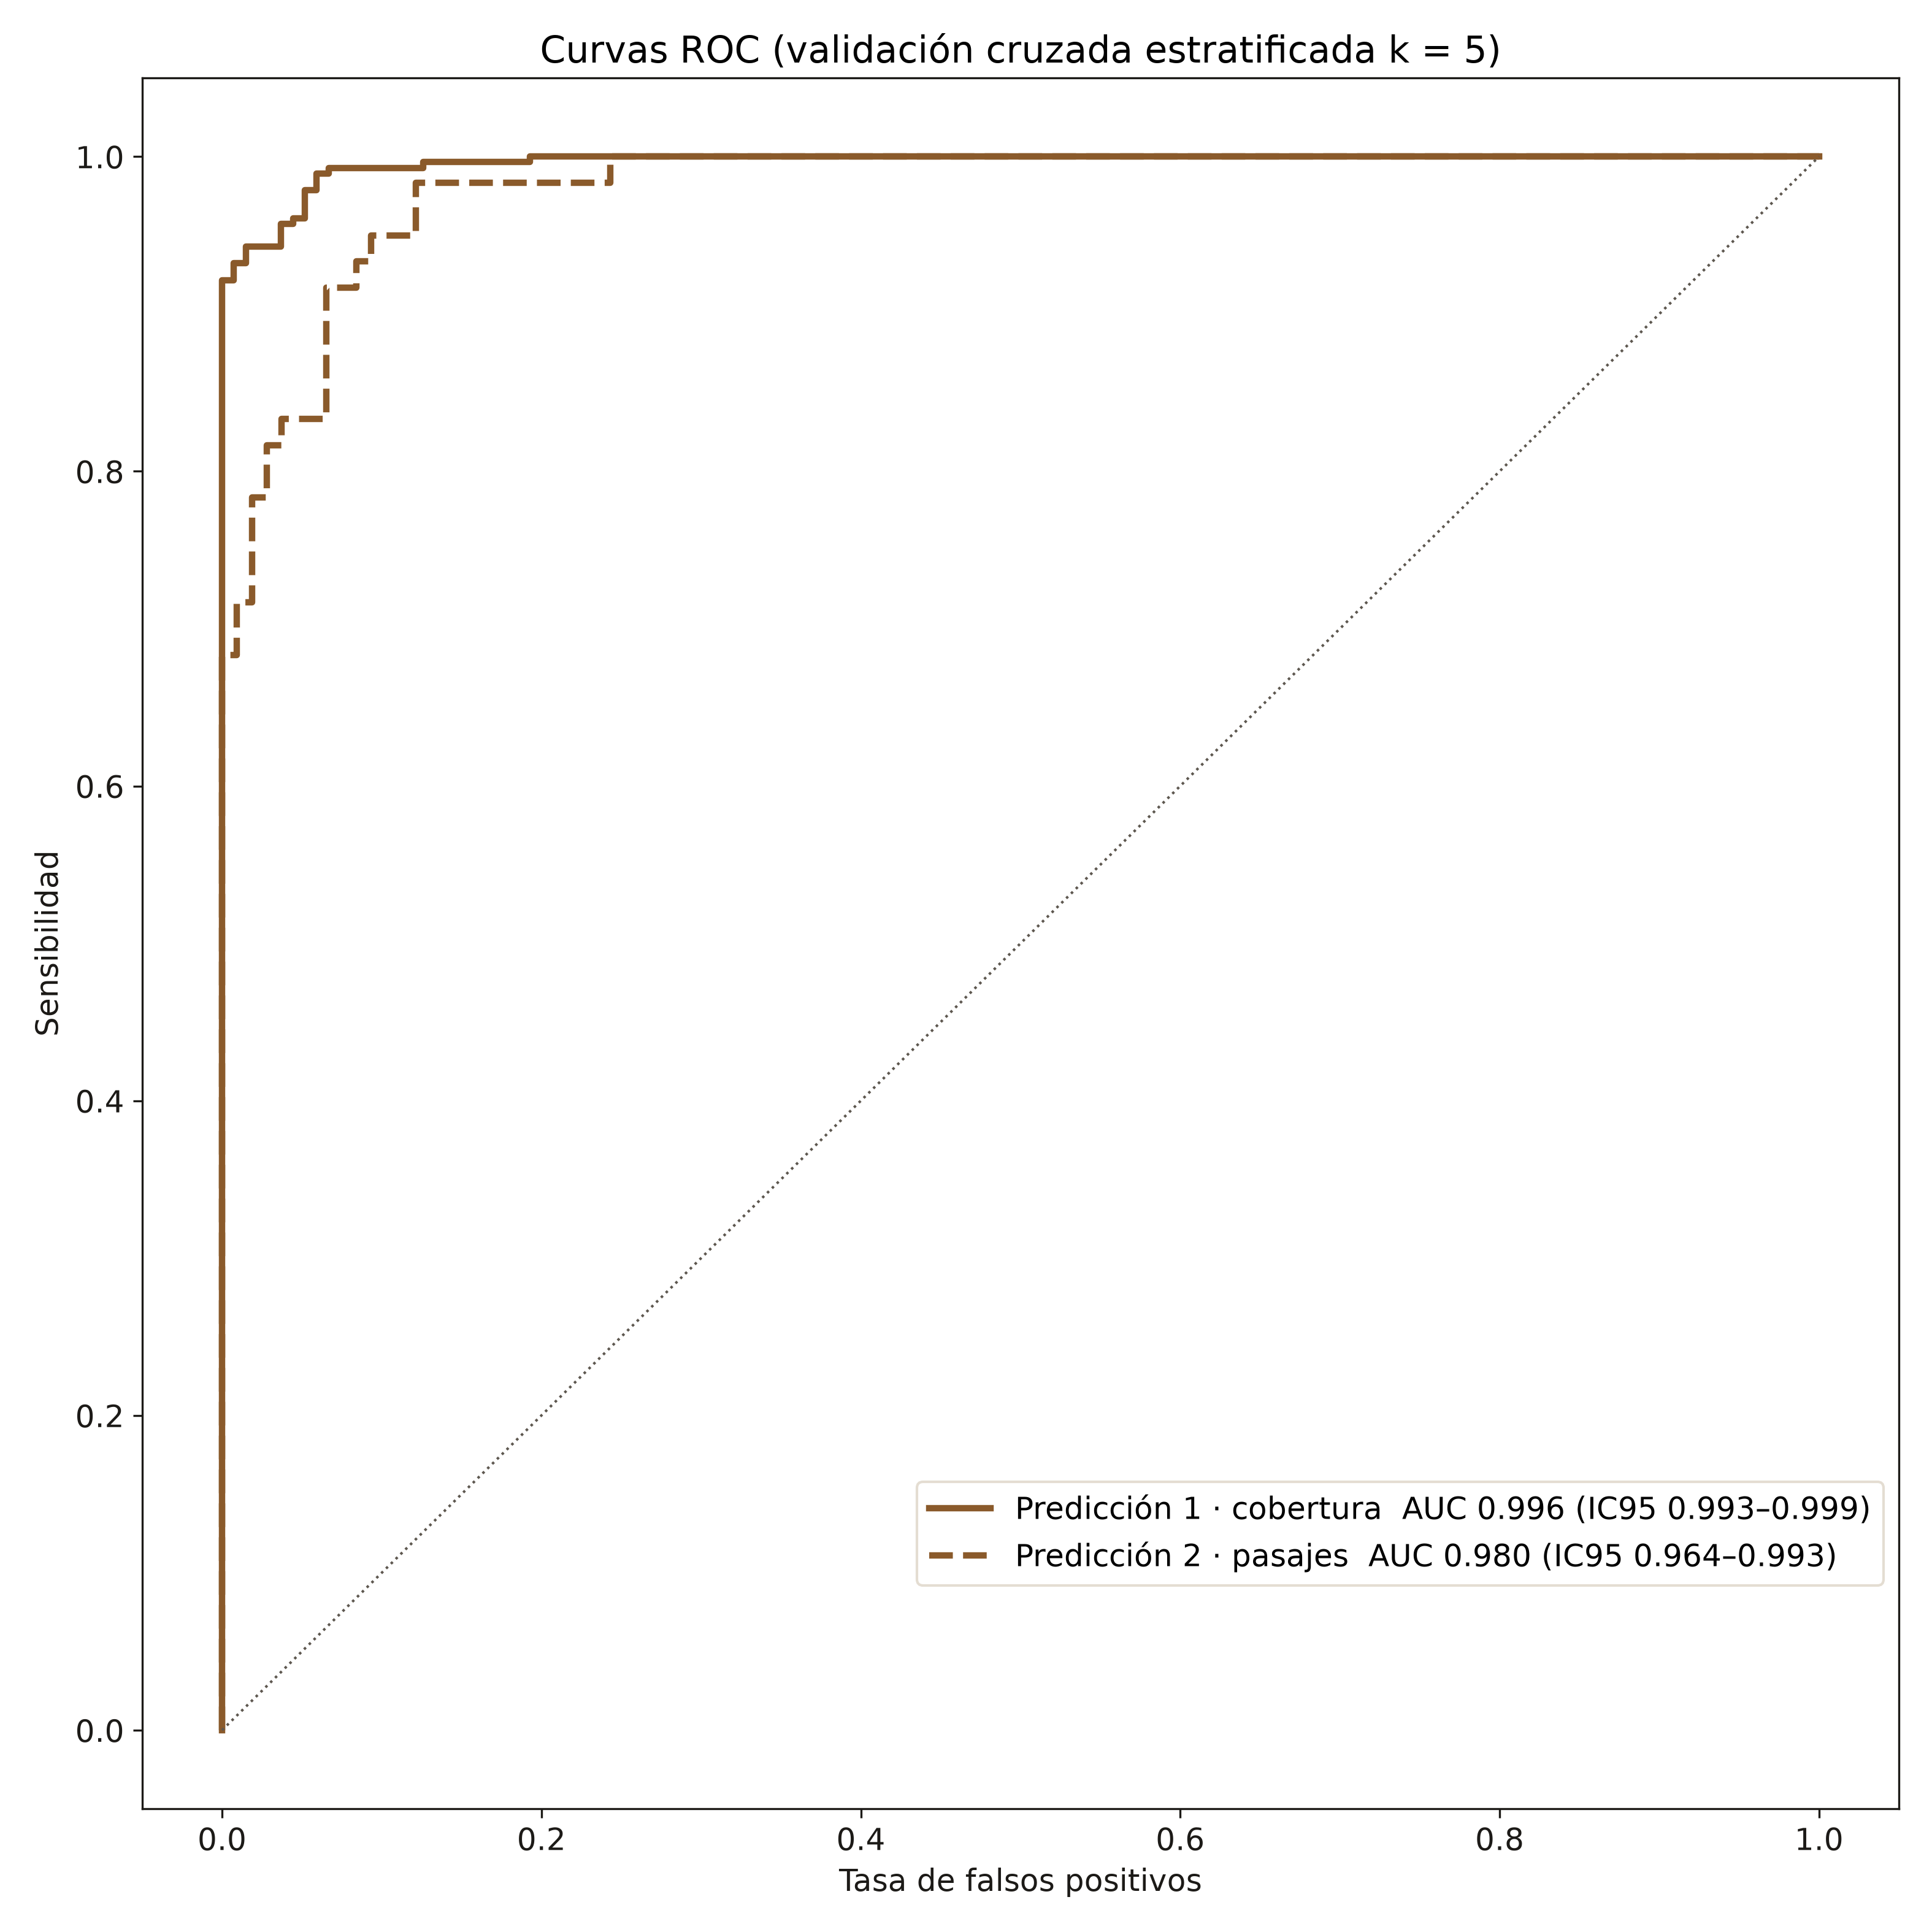 Curvas ROC (validación cruzada estratificada k = 5)
1.0
0.8
0.6
0.4
0.2
0.0
Sensibilidad
Predicción 1 · cobertura  AUC 0.996 (IC95 0.993–0.999)
Predicción 2 · pasajes  AUC 0.980 (IC95 0.964–0.993)
0.0 0.2 0.4 0.6 0.8 1.0
Tasa de falsos positivos